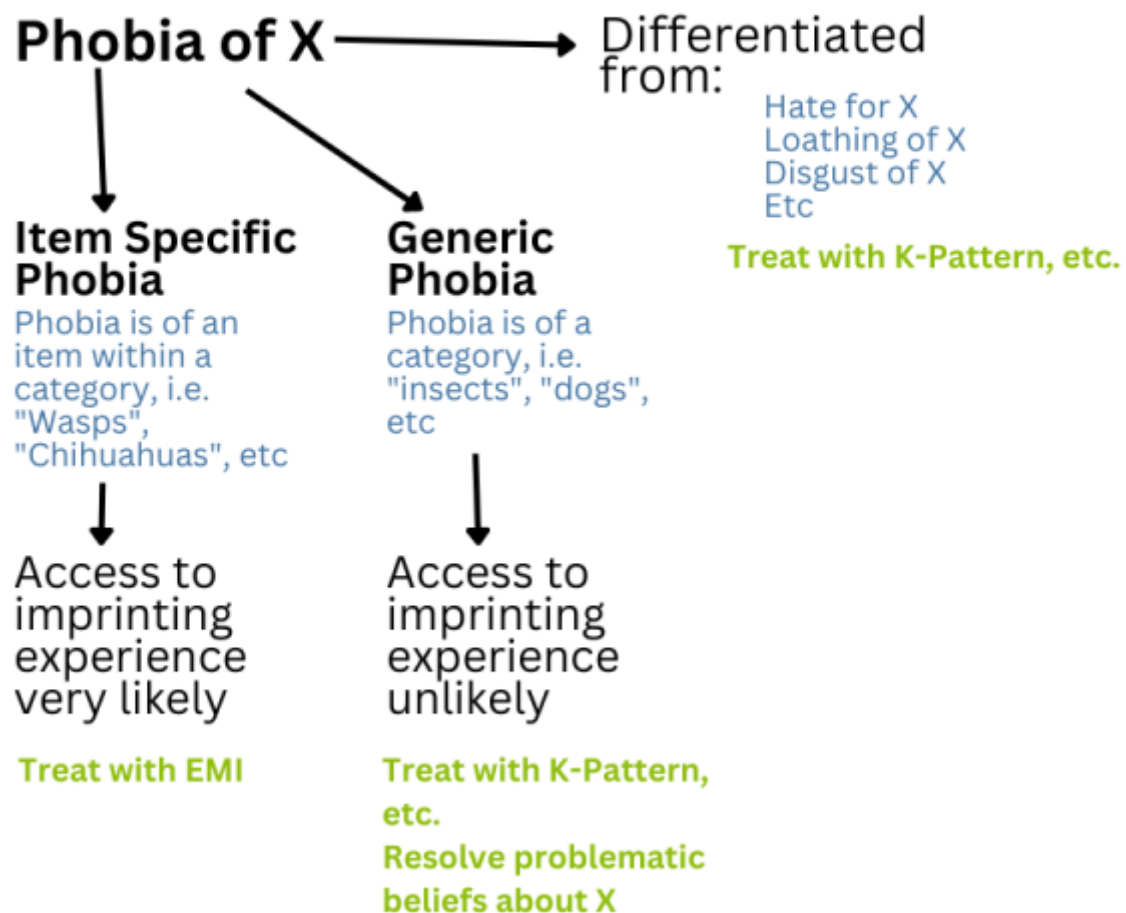 Phobia of X
Differentiated
from:
Hate for X
Loathing of X
Disgust of X
Etc
Treat with K-Pattern, etc.
Item Specific
Phobia
Phobia is of an
item within a
category, i.e.
"Wasps",
"Chihuahuas", etc
Access to
imprinting
experience
very likely
Treat with EMI
Generic
Phobia
Phobia is of a
category, i.e.
"insects", "dogs",
etc
Access to
imprinting
experience
unlikely
Treat with K-Pattern,
etc.
Resolve problematic
beliefs about X